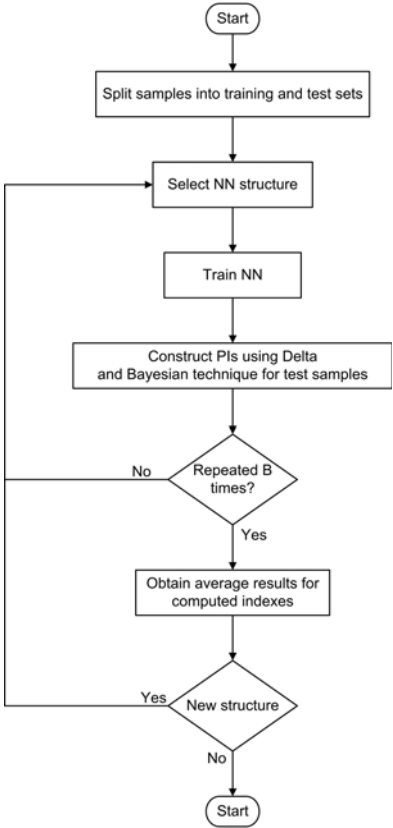 Start
Split samples into training and test sets
Select NN structure
Train NN
Construct PIs using Delta
and Bayesian technique for test samples
No
Repeated B
times?
Yes
Obtain average results for
computed indexes
Yes
New structure
No
Start